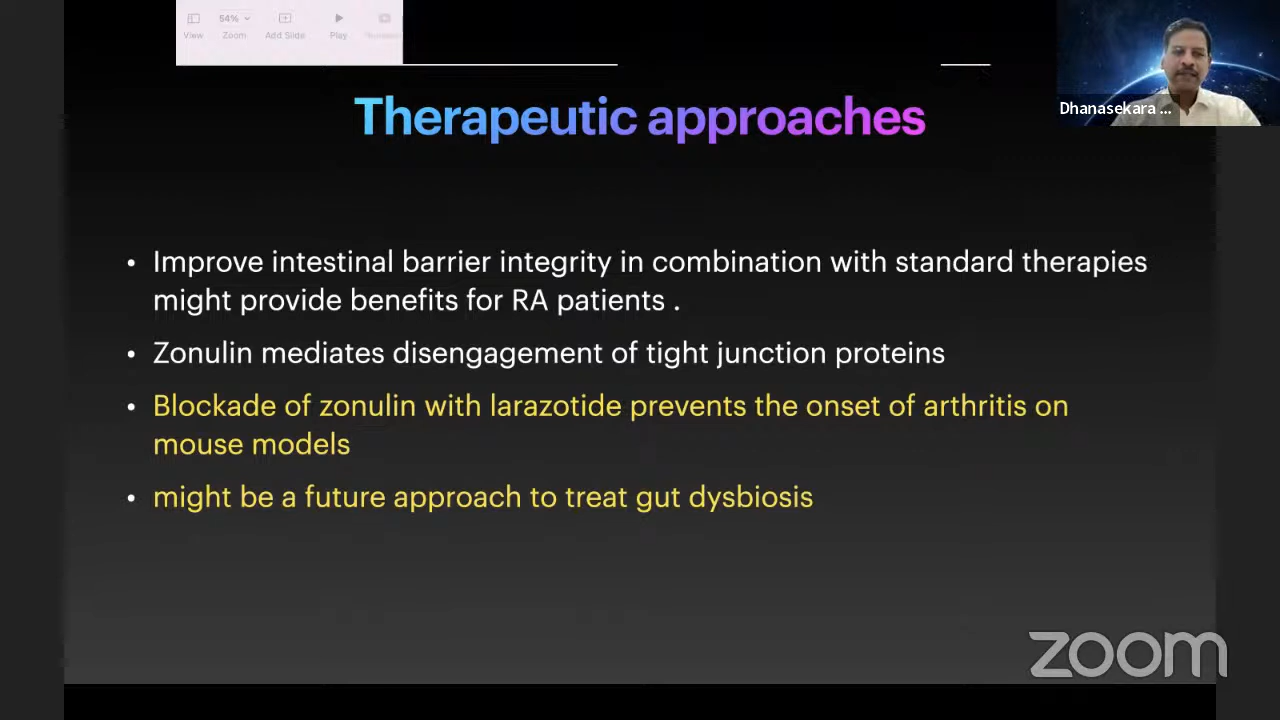 54%
View
Zoom
Add Slide
Play
Dhanasekara ...
Therapeutic approaches
• Improve intestinal barrier integrity in combination with standard therapies
might provide benefits for RA patients .
• Zonulin mediates disengagement of tight junction proteins
• Blockade of zonulin with larazotide prevents the onset of arthritis on
mouse models
• might be a future approach to treat gut dysbiosis
zoom